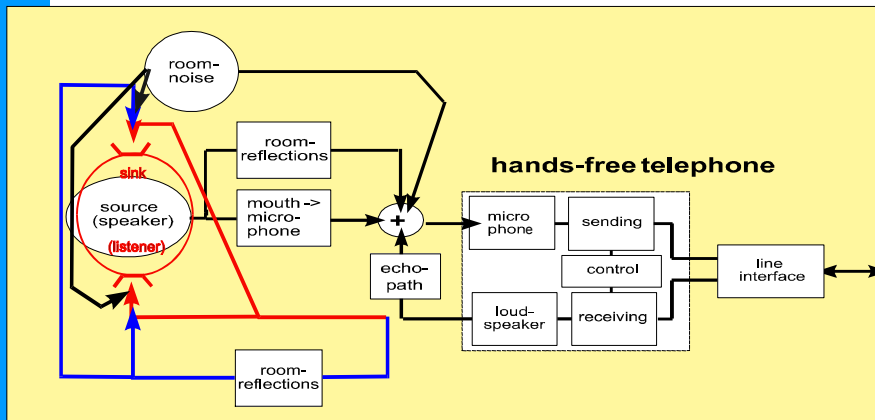 room-
noise
room-
reflections
hands-free telephone
sink
source
(speaker)
(listener)
mouth ->
micro-
phone
+
micro
phone
sending
control
line
interface
echo-
path
loud-
speaker
receiving
room-
reflections